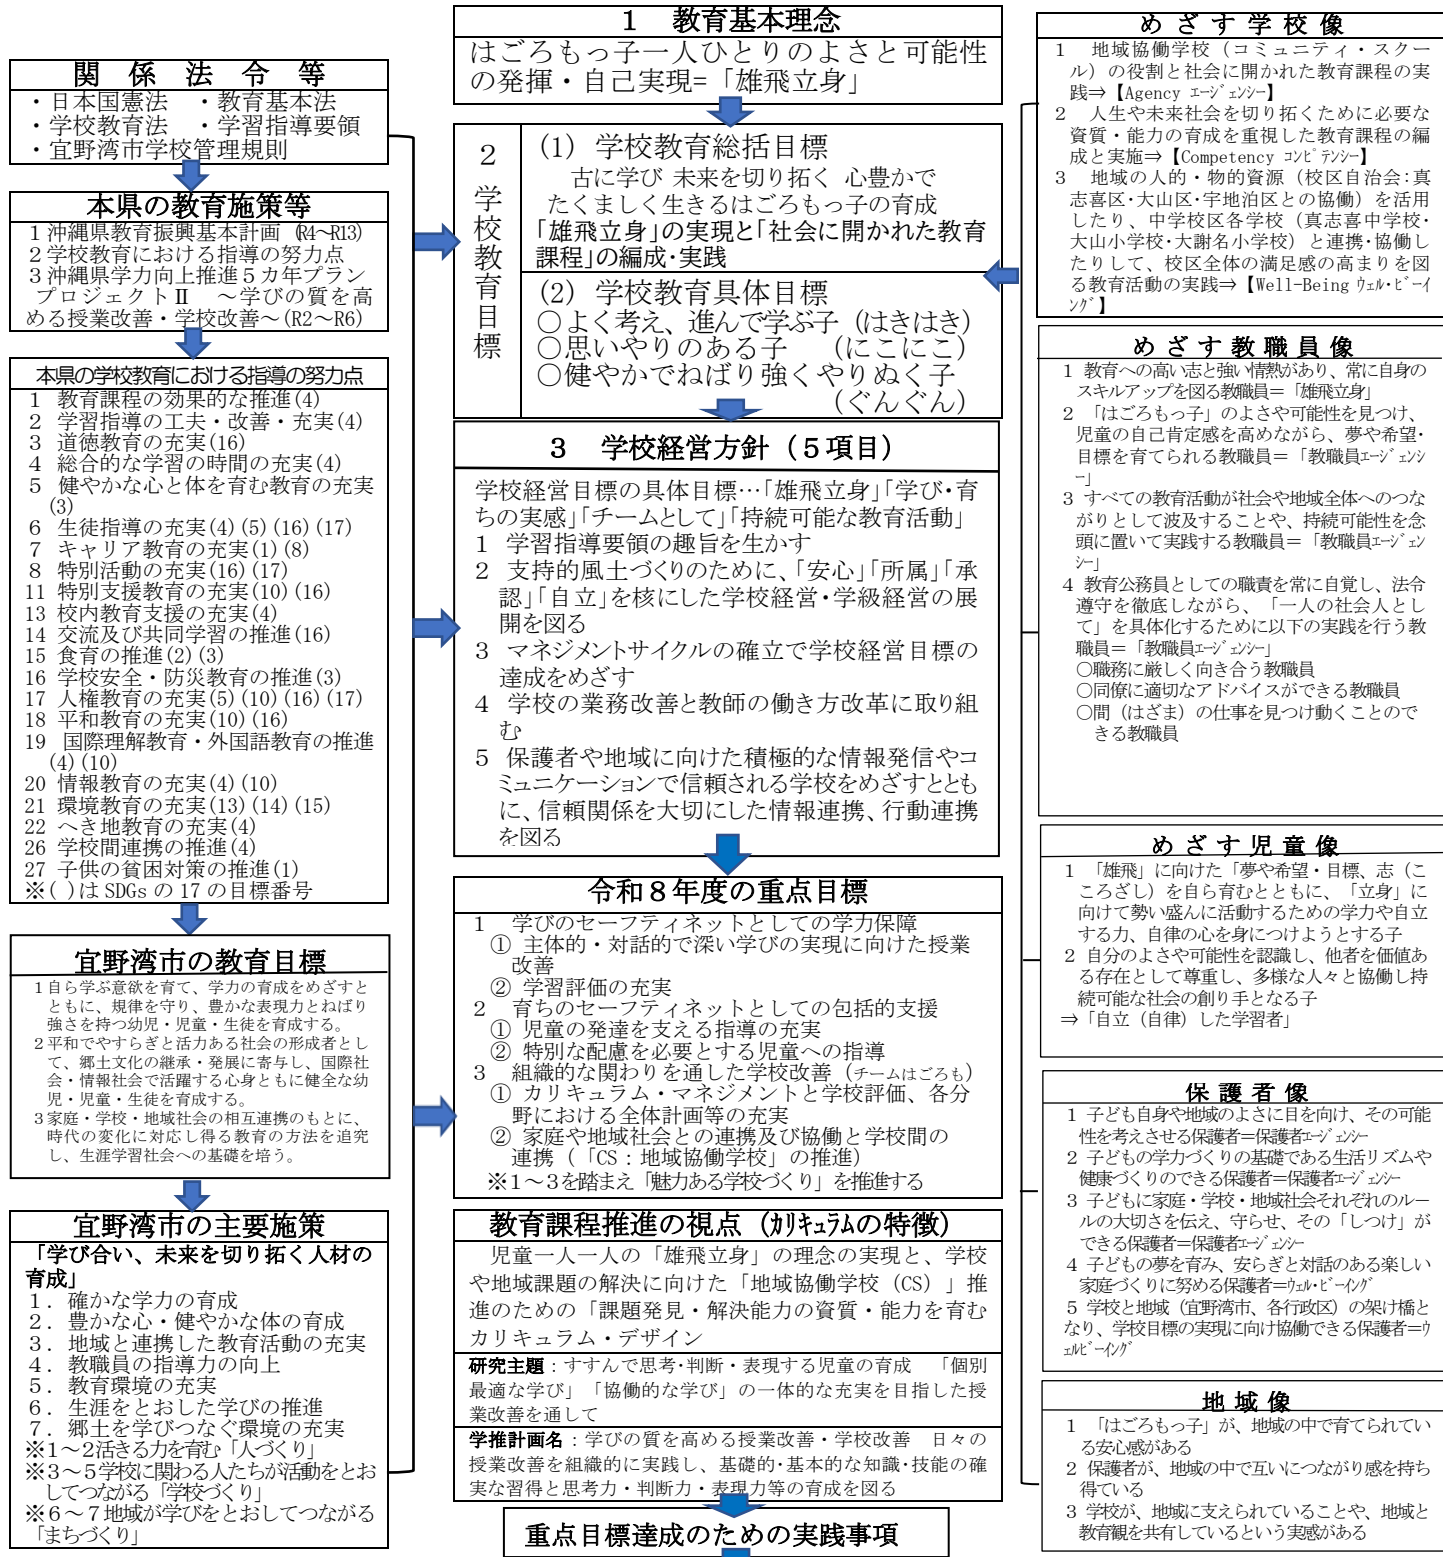 関係法令等
・日本国憲法　・教育基本法
・学校教育法　・学習指導要領
・宜野湾市学校管理規則
本県の教育施策等
1 沖縄県教育振興基本計画 (R4～R13)
2 学校教育における指導の努力点
3 沖縄県学力向上推進５カ年プラン
プロジェクトⅡ　～学びの質を高
める授業改善・学校改善～(R2～R6)
本県の学校教育における指導の努力点
1 教育課程の効果的な推進(4)
2 学習指導の工夫・改善・充実(4)
3 道徳教育の充実(16)
4 総合的な学習の時間の充実(4)
5 健やかな心と体を育む教育の充実
(3)
6 生徒指導の充実(4)(5)(16)(17)
7 キャリア教育の充実(1)(8)
8 特別活動の充実(16)(17)
11 特別支援教育の充実(10)(16)
13 校内教育支援の充実(4)
14 交流及び共同学習の推進(16)
15 食育の推進(2)(3)
16 学校安全・防災教育の推進(3)
17 人権教育の充実(5)(10)(16)(17)
18 平和教育の充実(10)(16)
19 国際理解教育・外国語教育の推進
(4)(10)
20 情報教育の充実(4)(10)
21 環境教育の充実(13)(14)(15)
22 へき地教育の充実(4)
26 学校間連携の推進(4)
27 子供の貧困対策の推進(1)
※( )は SDGs の 17 の目標番号
宜野湾市の教育目標
1 自ら学ぶ意欲を育て、学力の育成をめざすと
ともに、規律を守り、豊かな表現力とねばり
強さを持つ幼児・児童・生徒を育成する。
2 平和でやすらぎと活力ある社会の形成者とし
て、郷土文化の継承・発展に寄与し、国際社
会・情報社会で活躍する心身ともに健全な幼
児・児童・生徒を育成する。
3 家庭・学校・地域社会の相互連携のもとに、
時代の変化に対応し得る教育の方法を追究
し、生涯学習社会への基礎を培う。
宜野湾市の主要施策
「学び合い、未来を切り拓く人材の
育成」
１．確かな学力の育成
２．豊かな心・健やかな体の育成
３．地域と連携した教育活動の充実
４．教職員の指導力の向上
５．教育環境の充実
６．生涯をとおした学びの推進
７．郷土を学びつなぐ環境の充実
※１～２活きる力を育む「人づくり」
※３～５学校に関わる人たちが活動をとお
してつながる「学校づくり」
※６～７地域が学びをとおしてつながる
「まちづくり」
１　教育基本理念
はごろもっ子一人ひとりのよさと可能性
の発揮・自己実現=「雄飛立身」
２ 学校教育目標
(1) 学校教育総括目標
古に学び 未来を切り拓く 心豊かで
たくましく生きるはごろもっ子の育成
「雄飛立身」の実現と「社会に開かれた教育
課程」の編成・実践
(2) 学校教育具体目標
○よく考え、進んで学ぶ子 (はきはき)
○思いやりのある子　(にこにこ)
○健やかでねばり強くやりぬく子
(ぐんぐん)
３　学校経営方針（５項目）
学校経営目標の具体目標…「雄飛立身」「学び・育
ちの実感」「チームとして」「持続可能な教育活動」
1 学習指導要領の趣旨を生かす
2 支持的風土づくりのために、「安心」「所属」「承
認」「自立」を核にした学校経営・学級経営の展
開を図る
3 マネジメントサイクルの確立で学校経営目標の
達成をめざす
4 学校の業務改善と教師の働き方改革に取り組
む
5 保護者や地域に向けた積極的な情報発信やコ
ミュニケーションで信頼される学校をめざすととも
に、信頼関係を大切にした情報連携、行動連携
を図る
令和８年度の重点目標
1 学びのセーフティネットとしての学力保障
① 主体的・対話的で深い学びの実現に向けた授業
改善
② 学習評価の充実
2 育ちのセーフティネットとしての包括的支援
① 児童の発達を支える指導の充実
② 特別な配慮を必要とする児童への指導
3 組織的な関わりを通した学校改善 (チームはごろも)
① カリキュラム・マネジメントと学校評価、各分
野における全体計画等の充実
② 家庭や地域社会との連携及び協働と学校間の
連携（「CS：地域協働学校」の推進）
※１～３を踏まえ「魅力ある学校づくり」を推進する
教育課程推進の視点 (カリキュラムの特徴)
児童一人一人の「雄飛立身」の理念の実現と、学校
や地域課題の解決に向けた「地域協働学校（CS）」推
進のための「課題発見・解決能力の資質・能力を育む
カリキュラム・デザイン
研究主題：すすんで思考・判断・表現する児童の育成　「個別
最適な学び」「協働的な学び」の一体的な充実を目指した授
業改善を通して
学推計画名：学びの質を高める授業改善・学校改善　日々の
授業改善を組織的に実践し、基礎的・基本的な知識・技能の確
実な習得と思考力・判断力・表現力等の育成を図る
重点目標達成のための実践事項
めざす学校像
1 地域協働学校（コミュニティ・スクー
ル）の役割と社会に開かれた教育課程の実
践⇒【Agency エージェンシー】
2 人生や未来社会を切り拓くために必要な
資質・能力の育成を重視した教育課程の編
成と実施⇒【Competency コンピテンシー】
3 地域の人的・物的資源（校区自治会：真
志喜区・大山区・宇地泊区との協働）を活用
したり、中学校区各学校（真志喜中学校・
大山小学校・大謝名小学校）と連携・協働し
たりして、校区全体の満足感の高まりを図
る教育活動の実践⇒【Well-Being ウェル・ビーイ
ング】
めざす教職員像
1 教育への高い志と強い情熱があり、常に自身の
スキルアップを図る教職員＝「雄飛立身」
2 「はごろもっ子」のよさや可能性を見つけ、
児童の自己肯定感を高めながら、夢や希望・
目標を育てられる教職員＝「教職員エージェンシ
ー」
3 すべての教育活動が社会や地域全体へのつな
がりとして波及することや、持続可能性を念
頭に置いて実践する教職員＝「教職員エージェン
シー」
4 教育公務員としての職責を常に自覚し、法令
遵守を徹底しながら、「一人の社会人とし
て」を具体化するために以下の実践を行う教
職員＝「教職員エージェンシー」
○職務に厳しく向き合う教職員
○同僚に適切なアドバイスができる教職員
○間（はざま）の仕事を見つけ動くことので
きる教職員
めざす児童像
1 「雄飛」に向けた「夢や希望・目標、志（こ
ころざし）を自ら育むとともに、「立身」に
向けて勢い盛んに活動するための学力や自立
する力、自律の心を身につけようとする子
2 自分のよさや可能性を認識し、他者を価値あ
る存在として尊重し、多様な人々と協働し持
続可能な社会の創り手となる子
⇒「自立（自律）した学習者」
保護者像
1 子ども自身や地域のよさに目を向け、その可能
性を考えさせる保護者＝保護者エージェンシー
2 子どもの学力づくりの基礎である生活リズムや
健康づくりのできる保護者＝保護者エージェンシー
3 子どもに家庭・学校・地域社会それぞれのルー
ルの大切さを伝え、守らせ、その「しつけ」が
できる保護者＝保護者エージェンシー
4 子どもの夢を育み、安らぎと対話のある楽しい
家庭づくりに努める保護者＝ウェル・ビーイング
5 学校と地域（宜野湾市、各行政区）の架け橋と
なり、学校目標の実現に向け協働できる保護者＝ウ
ェルビーイング
地域像
1 「はごろもっ子」が、地域の中で育てられてい
る安心感がある
2 保護者が、地域の中で互いにつながり感を持ち
得ている
3 学校が、地域に支えられていることや、地域と
教育観を共有しているという実感がある